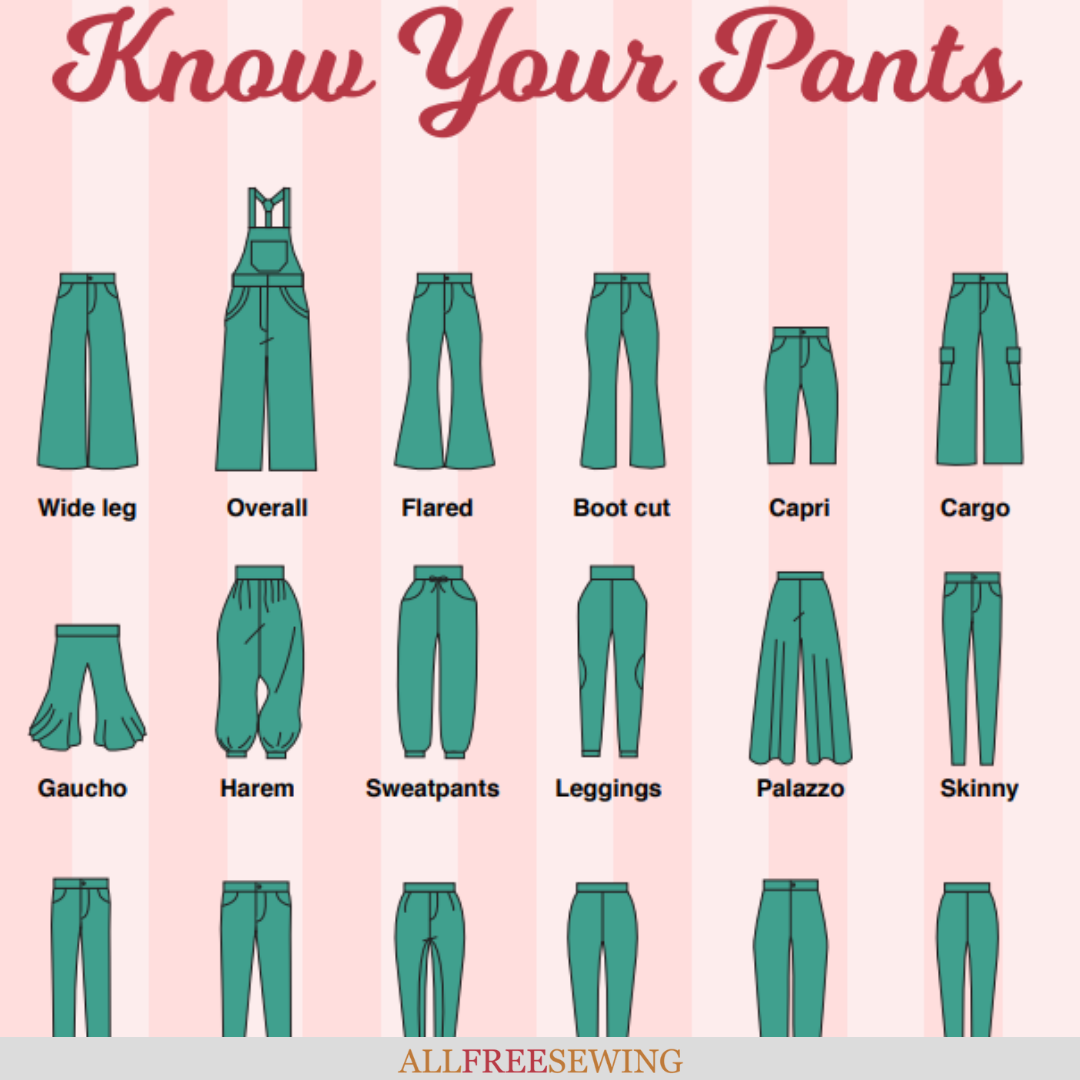 Know Your Pants
Wide leg Overall Flared Boot cut Capri Cargo
Gaucho Harem Sweatpants Leggings Palazzo Skinny
ALLFREESEWING